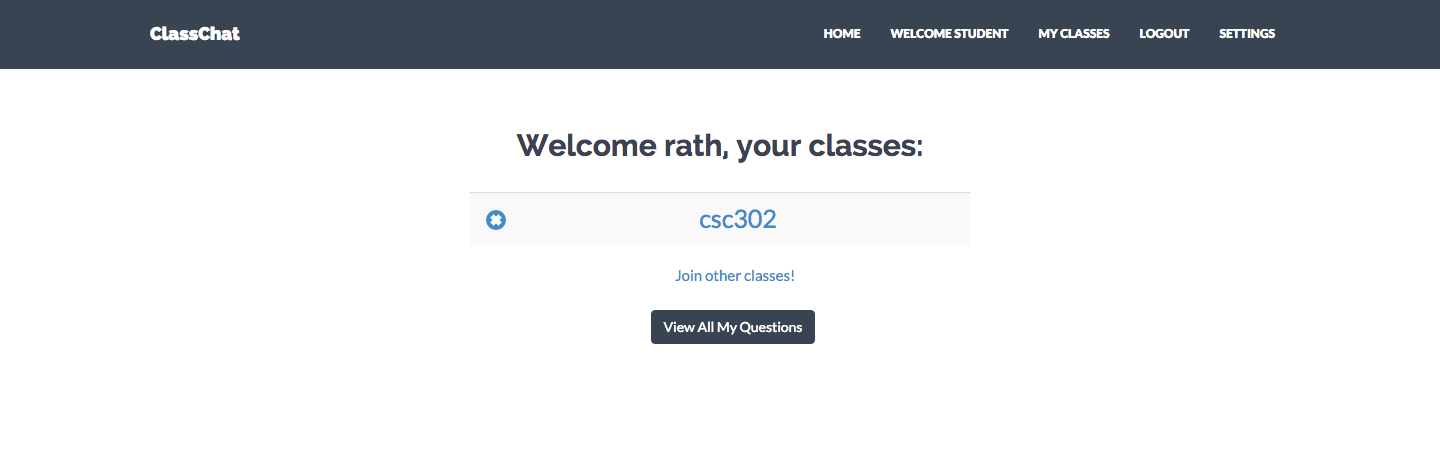 ClassChat HOME WELCOME STUDENT MY CLASSES LOGOUT SETTINGS
Welcome rath, your classes:
csc302
Join other classes!
View All My Questions